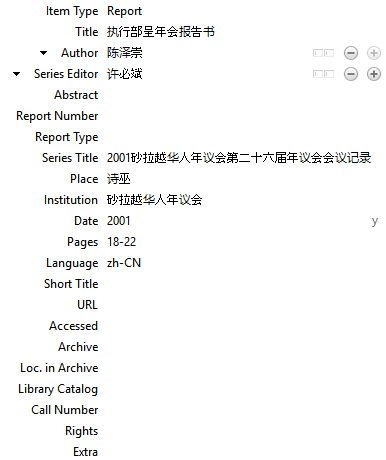 Item Type Report
Title 执行部呈年会报告书
Author 陈泽崇
Series Editor 许必斌
Abstract
Report Number
Report Type
Series Title 2001砂拉越华人年议会第二十六届年议会会议记录
Place 诗巫
Institution 砂拉越华人年议会
Date 2001 y
Pages 18-22
Language zh-CN
Short Title
URL
Accessed
Archive
Loc. in Archive
Library Catalog
Call Number
Rights
Extra